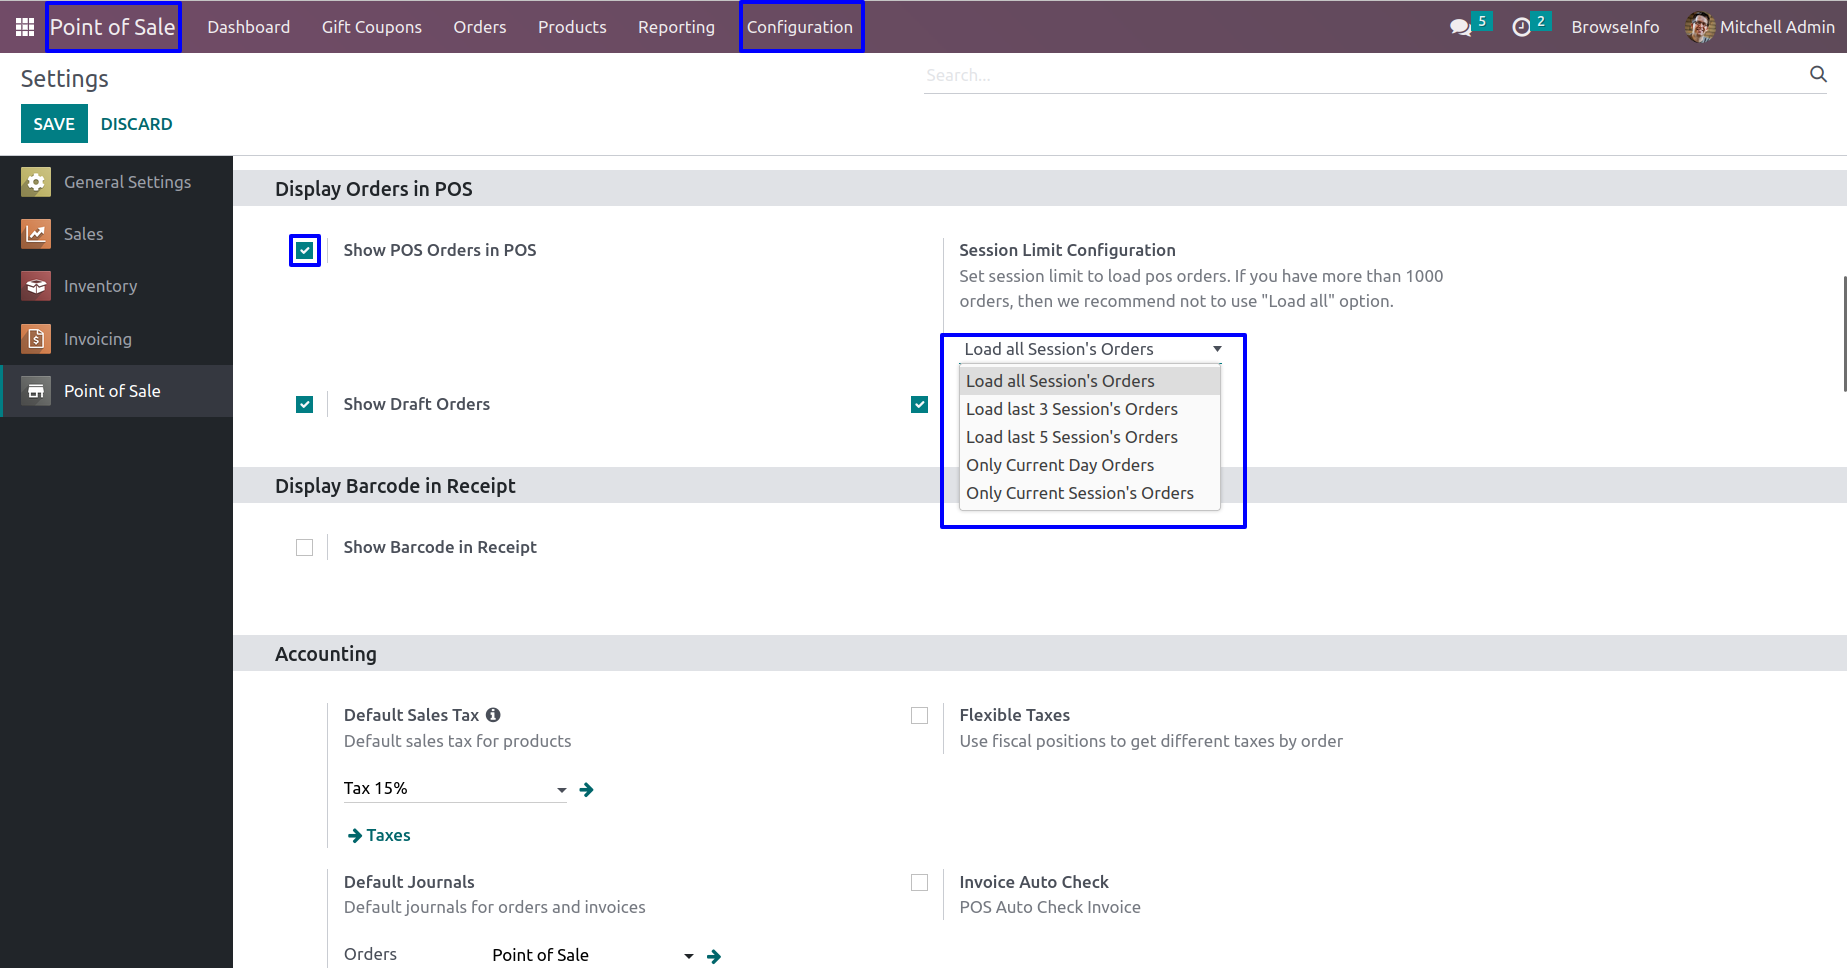 Point of Sale Dashboard Gift Coupons Orders Products Reporting Configuration 5 2 BrowseInfo Mitchell Admin
Settings
Search...
SAVE DISCARD
General Settings
Sales
Inventory
Invoicing
Point of Sale
Display Orders in POS
Show POS Orders in POS
Session Limit Configuration
Set session limit to load pos orders. If you have more than 1000
orders, then we recommend not to use "Load all" option.
Load all Session's Orders
Load all Session's Orders
Load last 3 Session's Orders
Load last 5 Session's Orders
Only Current Day Orders
Only Current Session's Orders
Show Draft Orders
Display Barcode in Receipt
Show Barcode in Receipt
Accounting
Default Sales Tax
Default sales tax for products
Tax 15%
Taxes
Flexible Taxes
Use fiscal positions to get different taxes by order
Default Journals
Default journals for orders and invoices
Orders Point of Sale
Invoice Auto Check
POS Auto Check Invoice